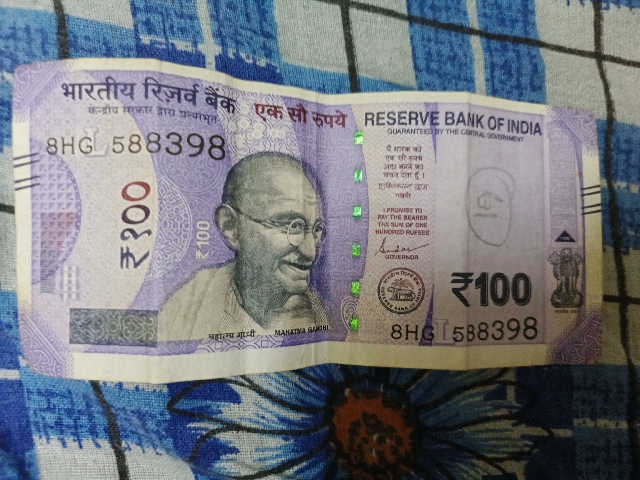 भारतीय रिज़र्व बैंक
केन्द्रीय सरकार द्वारा प्रत्याभूत
एक सौ रुपये
RESERVE BANK OF INDIA
GUARANTEED BY THE CENTRAL GOVERNMENT
8HG 588398
मैं धारक को
एक सौ रुपये
अदा करने का
वचन देता हूँ ।
I PROMISE TO
PAY THE BEARER
THE SUM OF ONE
HUNDRED RUPEES
GOVERNOR
₹१००
₹100
₹100
महात्मा गांधी MAHATMA GANDHI
8HG 588398